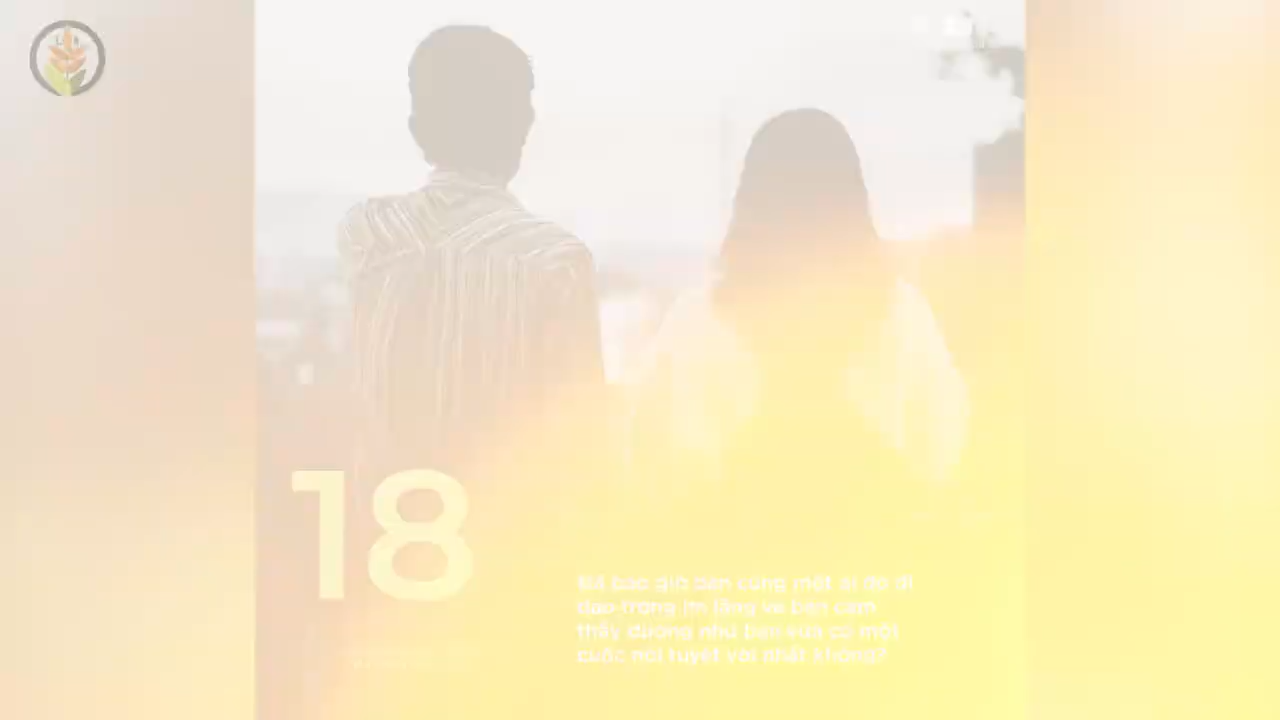 18
Đã bao giờ bạn cùng một ai đó đi
dạo trong im lặng và bạn cảm
thấy dường như bạn vừa có một
cuộc nói tuyệt vời nhất không?